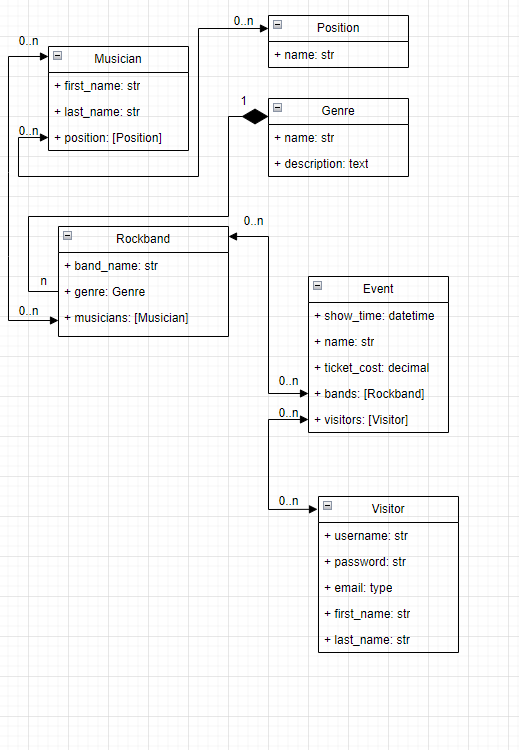 0..n
Position
+ name: str
0..n
Musician
+ first_name: str
+ last_name: str
0..n
+ position: [Position]
1
Genre
+ name: str
+ description: text
Rockband
+ band_name: str
n
+ genre: Genre
0..n
+ musicians: [Musician]
0..n
Event
+ show_time: datetime
+ name: str
+ ticket_cost: decimal
0..n
+ bands: [Rockband]
0..n
+ visitors: [Visitor]
0..n
Visitor
+ username: str
+ password: str
+ email: type
+ first_name: str
+ last_name: str